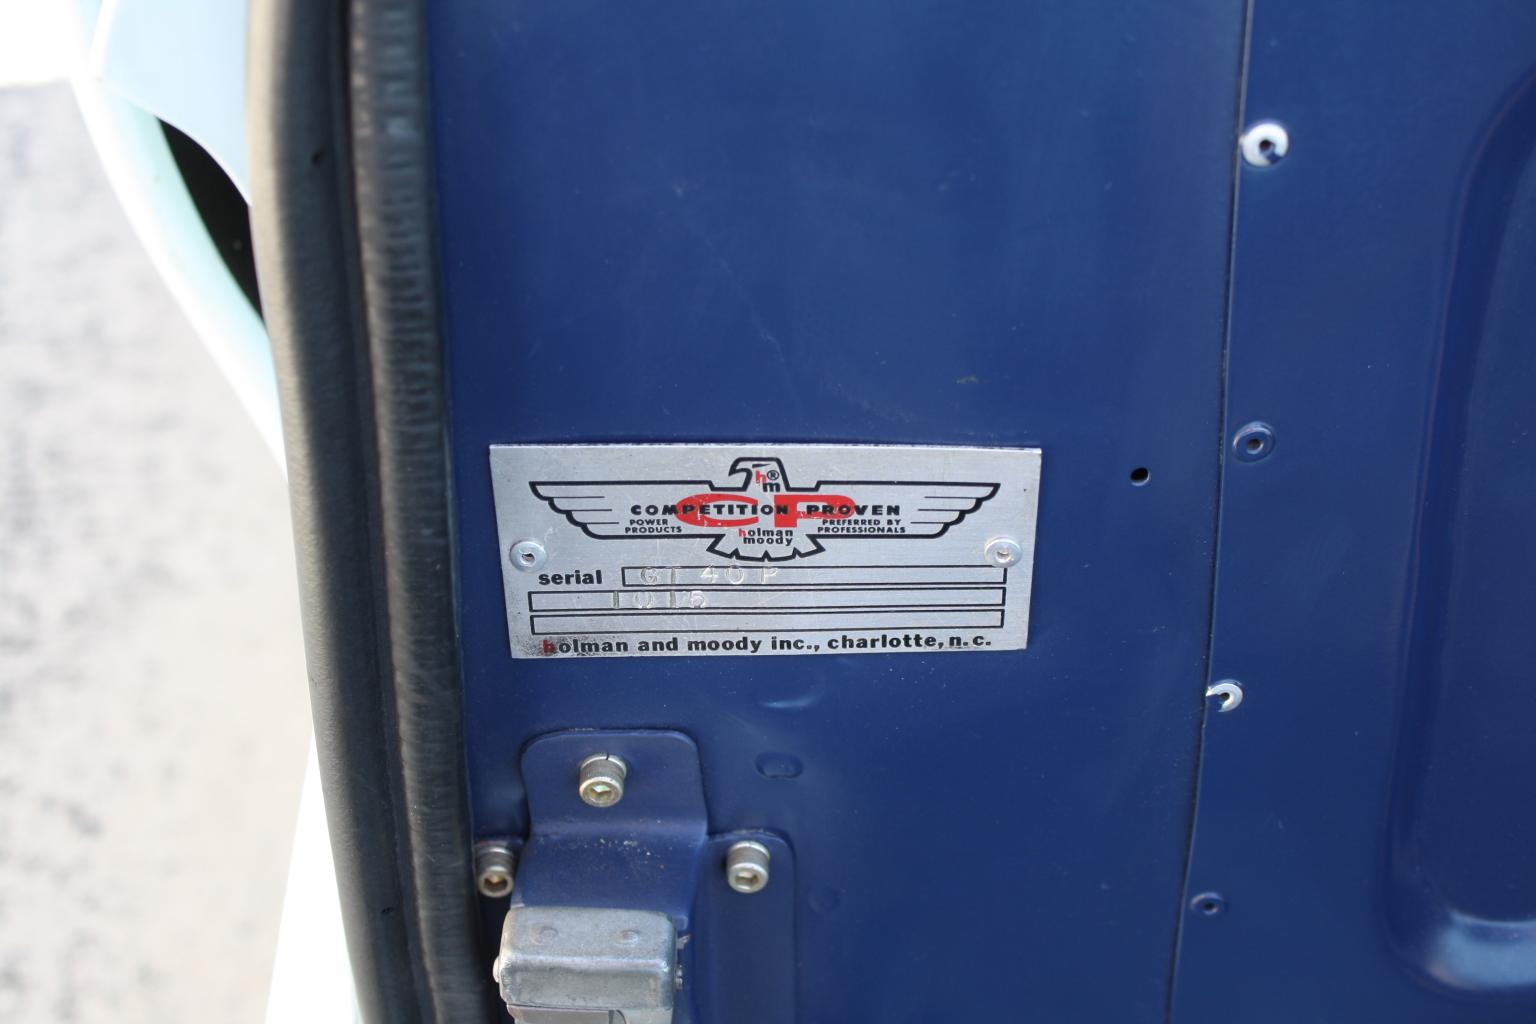 hm®
CP
COMPETITION PROVEN
POWER PRODUCTS
PREFERRED BY PROFESSIONALS
holman moody
serial GT 40 P
1015
holman and moody inc., charlotte, n.c.